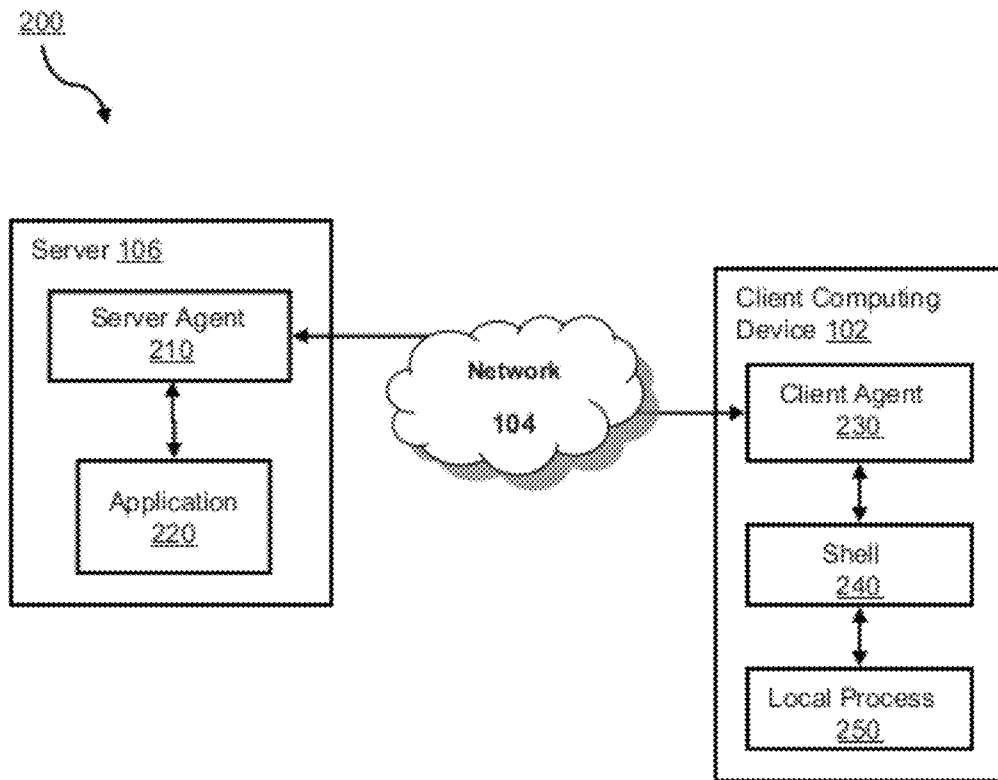 200
Server 106
Server Agent
210
Application
220
Network
104
Client Computing
Device 102
Client Agent
230
Shell
240
Local Process
250